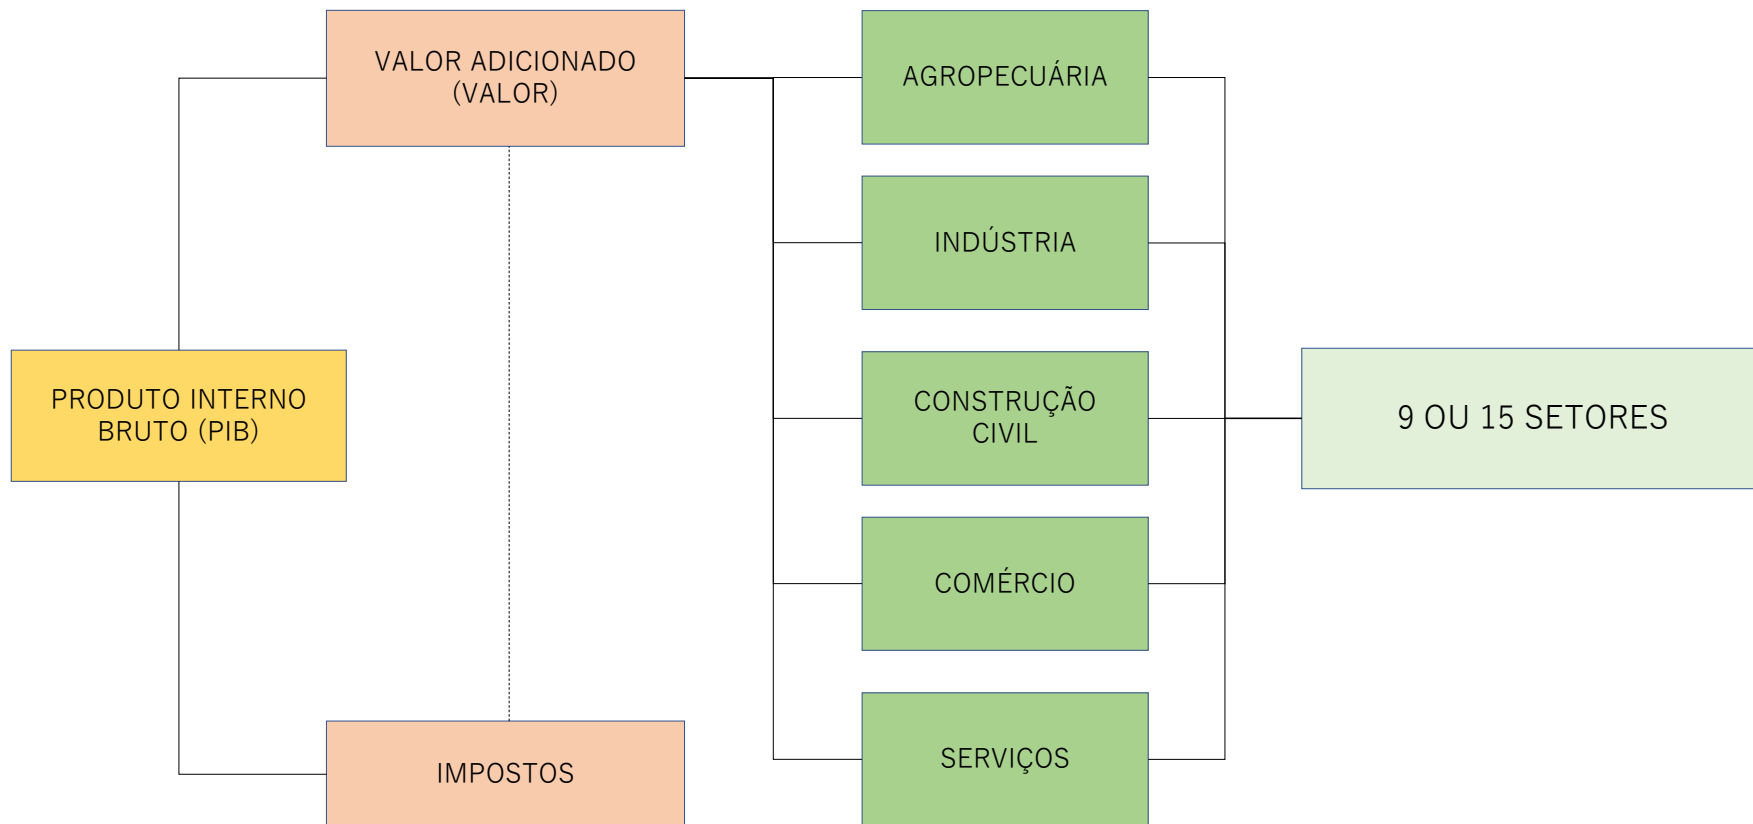 VALOR ADICIONADO
(VALOR)
AGROPECUÁRIA
INDÚSTRIA
PRODUTO INTERNO
BRUTO (PIB)
CONSTRUÇÃO
CIVIL
9 OU 15 SETORES
COMÉRCIO
IMPOSTOS
SERVIÇOS